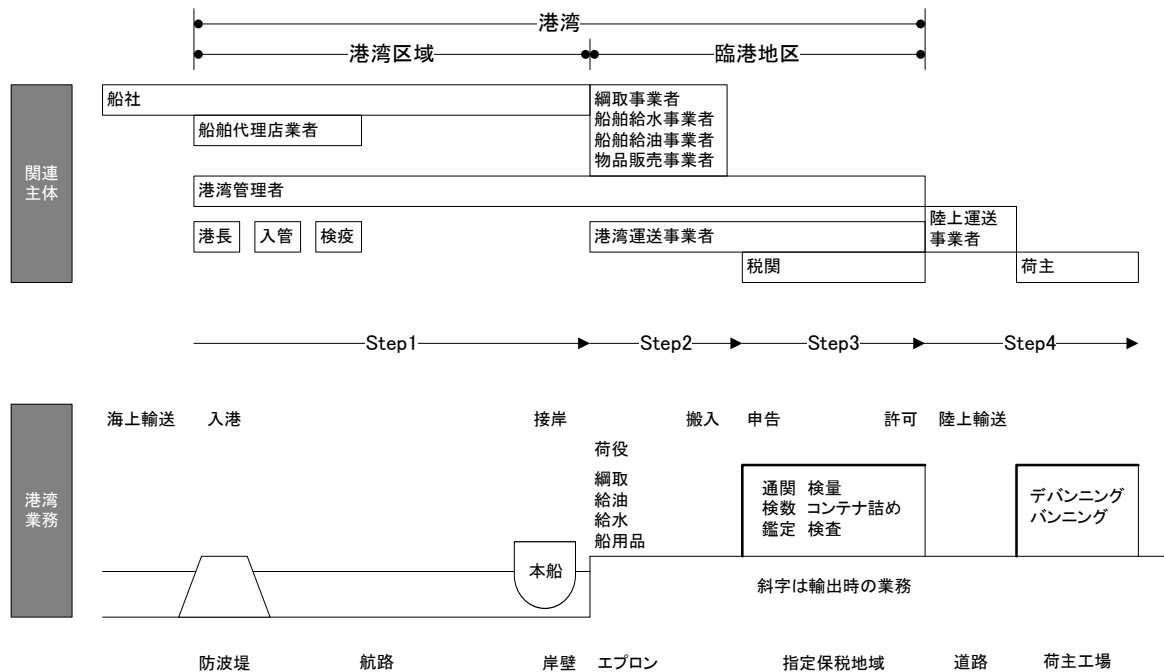 港湾
港湾区域
臨港地区
関連
主体
船社
綱取事業者
船舶給水事業者
船舶給油事業者
物品販売事業者
船舶代理店業者
港湾管理者
港長
入管
検疫
港湾運送事業者
陸上運送
事業者
税関
荷主
Step1
Step2
Step3
Step4
港湾
業務
海上輸送
入港
接岸
搬入
申告
許可
陸上輸送
荷役
綱取
給油
給水
船用品
通関 検量
検数 コンテナ詰め
鑑定 検査
デバンニング
バンニング
本船
斜字は輸出時の業務
防波堤
航路
岸壁
エプロン
指定保税地域
道路
荷主工場